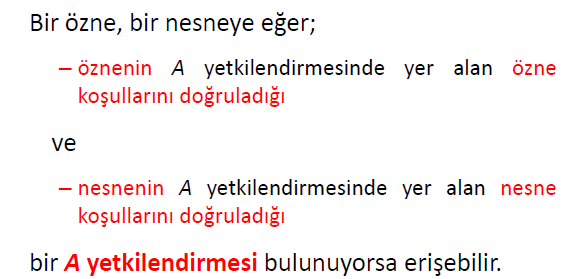 Bir özne, bir nesneye eğer;
– öznenin A yetkilendirmesinde yer alan özne
koşullarını doğruladığı
ve
– nesnenin A yetkilendirmesinde yer alan nesne
koşullarını doğruladığı
bir A yetkilendirmesi bulunuyorsa erişebilir.